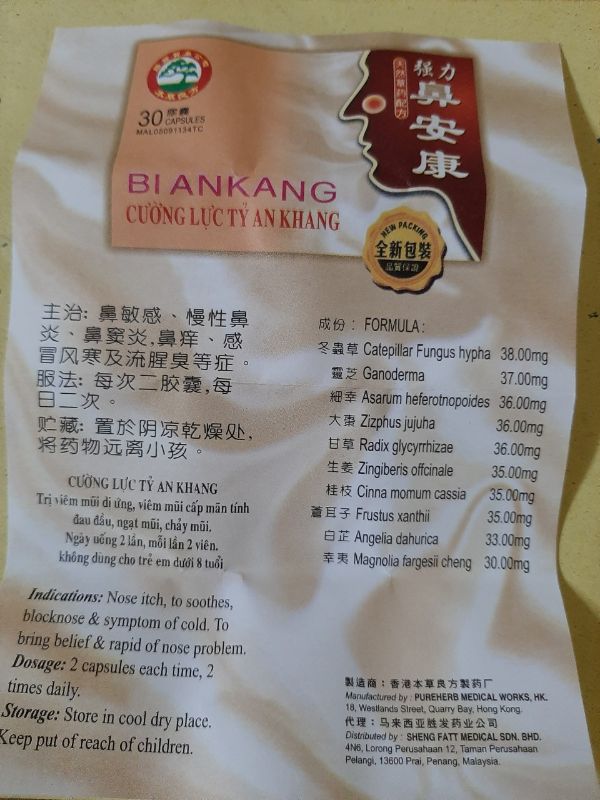 30 胶囊
CAPSULES
MAL05091134TC
BIANKANG
CƯỜNG LỰC TỶ AN KHANG
天然草药配方
强力
鼻安康
NEW PACKING
全新包裝
品質保證
主治: 鼻敏感、慢性鼻
炎、鼻窦炎,鼻痒、感
冒风寒及流腥臭等症。
服法: 每次二胶囊,每
日二次。
贮藏: 置於阴凉乾燥处,
将药物远离小孩。
CƯỜNG LỰC TỶ AN KHANG
Trị viêm mũi dị ứng, viêm mũi cấp mãn tính
đau đầu, ngạt mũi, chảy mũi.
Ngày uống 2 lần, mỗi lần 2 viên.
không dùng cho trẻ em dưới 8 tuổi
Indications: Nose itch, to soothes,
blocknose & symptom of cold. To
bring belief & rapid of nose problem.
Dosage: 2 capsules each time, 2
times daily.
Storage: Store in cool dry place.
Keep put of reach of children.
成份： FORMULA:
冬蟲草 Catepillar Fungus hypha 38.00mg
靈芝 Ganoderma 37.00mg
細幸 Asarum heferotnopoides 36.00mg
大棗 Zizphus jujuha 36.00mg
甘草 Radix glycyrrhizae 36.00mg
生姜 Zingiberis offcinale 35.00mg
桂枝 Cinna momum cassia 35.00mg
蒼耳子 Frustus xanthii 35.00mg
白芷 Angelia dahurica 33.00mg
幸夷 Magnolia fargesii cheng 30.00mg
製造商：香港本草良方製药厂
Manufactured by : PUREHERB MEDICAL WORKS, HK.
18, Westlands Street, Quarry Bay, Hong Kong.
代理：马来西亚胜发药业公司
Distributed by : SHENG FATT MEDICAL SDN. BHD.
4N6, Lorong Perusahaan 12, Taman Perusahaan
Pelangi, 13600 Prai, Penang, Malaysia.